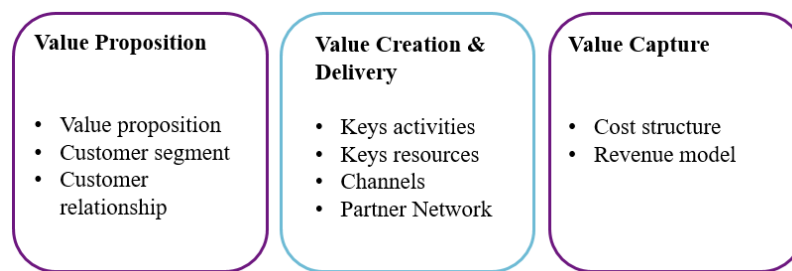 Value Proposition
• Value proposition
• Customer segment
• Customer
relationship
Value Creation &
Delivery
• Keys activities
• Keys resources
• Channels
• Partner Network
Value Capture
• Cost structure
• Revenue model